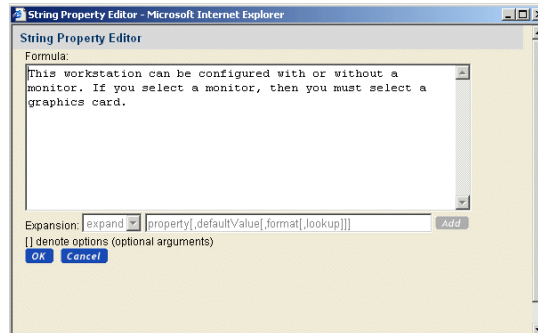 String Property Editor - Microsoft Internet Explorer
String Property Editor
Formula:
This workstation can be configured with or without a
monitor. If you select a monitor, then you must select a
graphics card.
Expansion: expand property[,defaultValue[,format[,lookup]]] Add
[] denote options (optional arguments)
OK Cancel